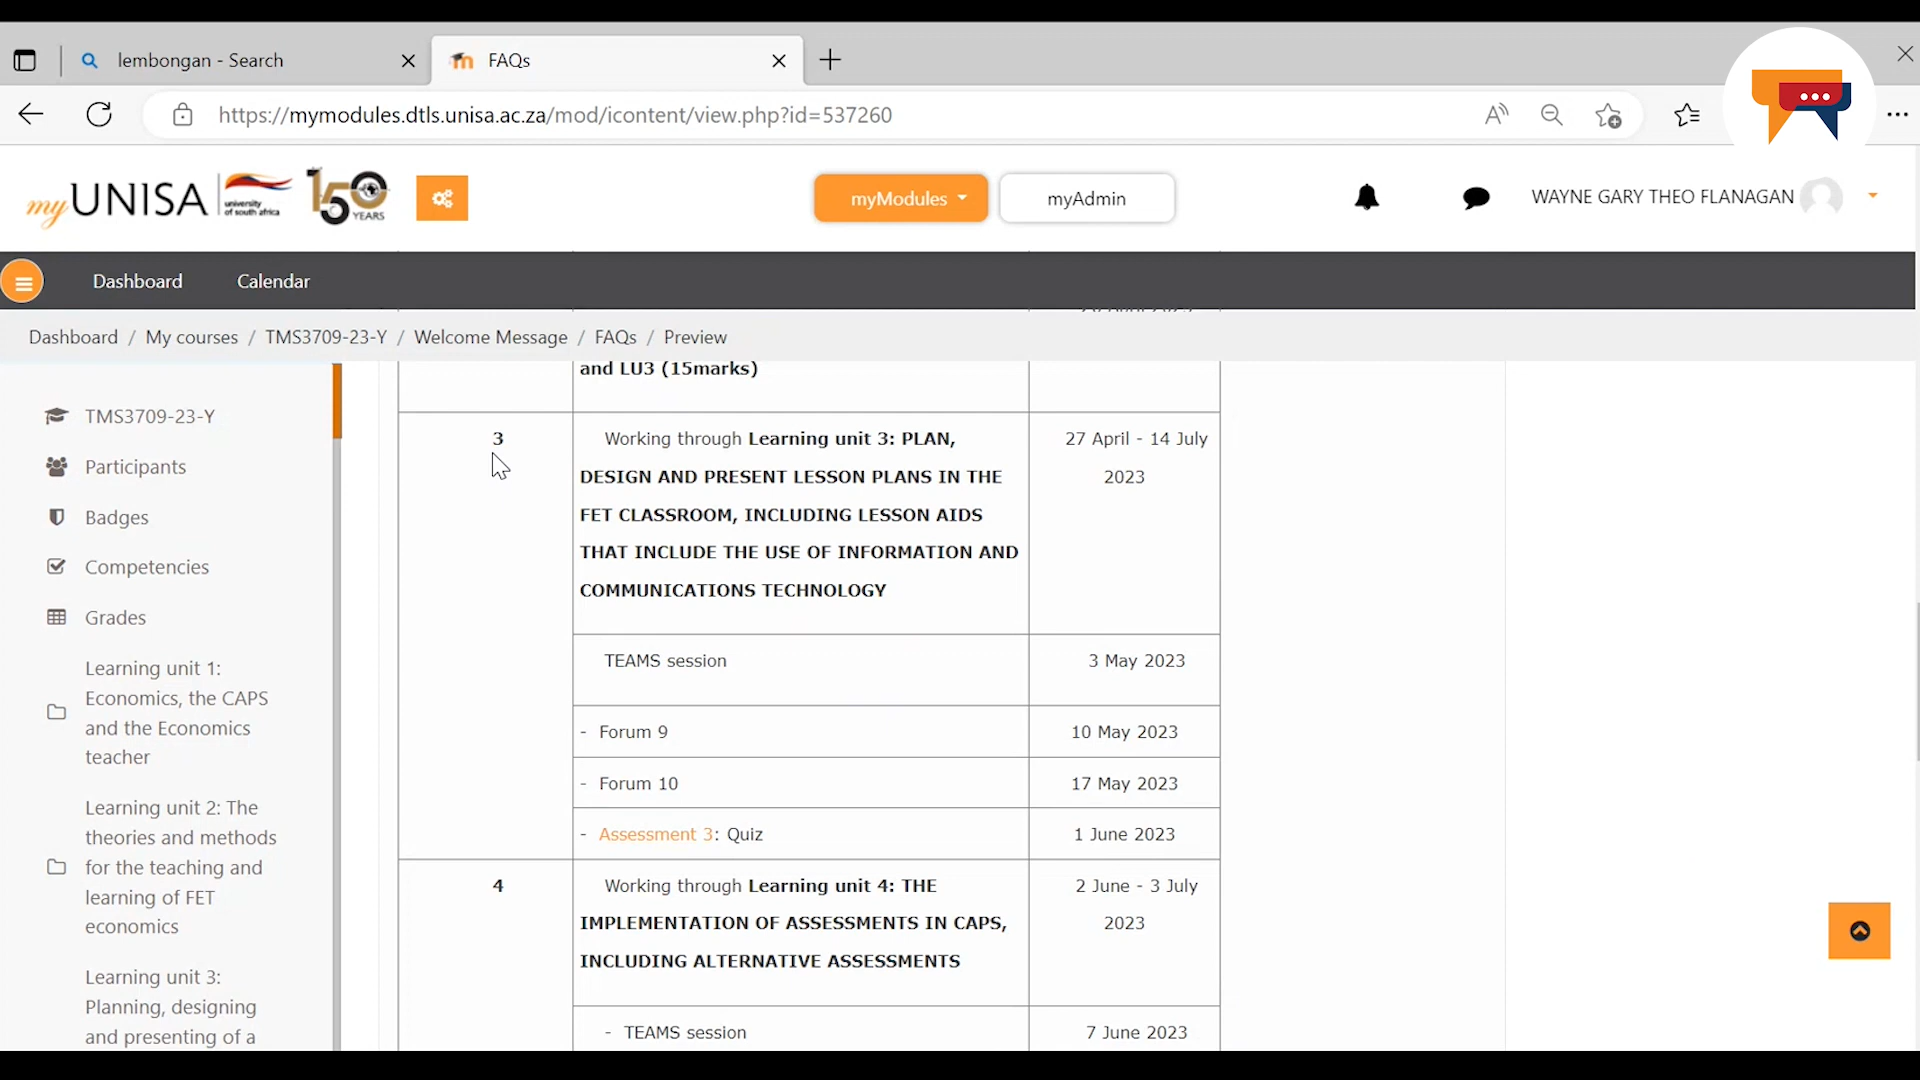 lembongan - Search
FAQs
https://mymodules.dtls.unisa.ac.za/mod/icontent/view.php?id=537260
myUNISA
university
of south africa
150
YEARS
myModules
myAdmin
WAYNE GARY THEO FLANAGAN
Dashboard
Calendar
Dashboard / My courses / TMS3709-23-Y / Welcome Message / FAQs / Preview
TMS3709-23-Y
Participants
Badges
Competencies
Grades
Learning unit 1:
Economics, the CAPS
and the Economics
teacher
Learning unit 2: The
theories and methods
for the teaching and
learning of FET
economics
Learning unit 3:
Planning, designing
and presenting of a
and LU3 (15marks)
3
Working through Learning unit 3: PLAN,
DESIGN AND PRESENT LESSON PLANS IN THE
FET CLASSROOM, INCLUDING LESSON AIDS
THAT INCLUDE THE USE OF INFORMATION AND
COMMUNICATIONS TECHNOLOGY
27 April - 14 July
2023
TEAMS session
3 May 2023
- Forum 9
10 May 2023
- Forum 10
17 May 2023
- Assessment 3: Quiz
1 June 2023
4
Working through Learning unit 4: THE
IMPLEMENTATION OF ASSESSMENTS IN CAPS,
INCLUDING ALTERNATIVE ASSESSMENTS
2 June - 3 July
2023
- TEAMS session
7 June 2023